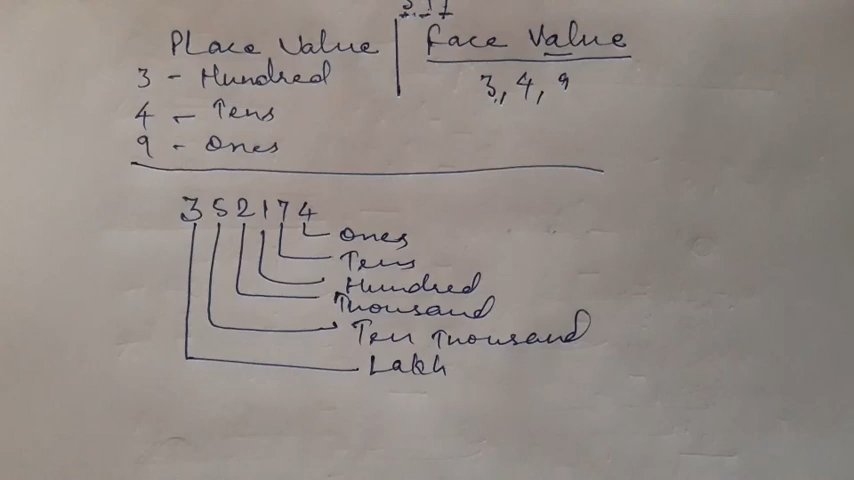 Place Value | Face Value
3 - Hundred
3, 4, 9
4 - Tens
9 - Ones
352174
Ones
Tens
Hundred
Thousand
Ten Thousand
Lakh